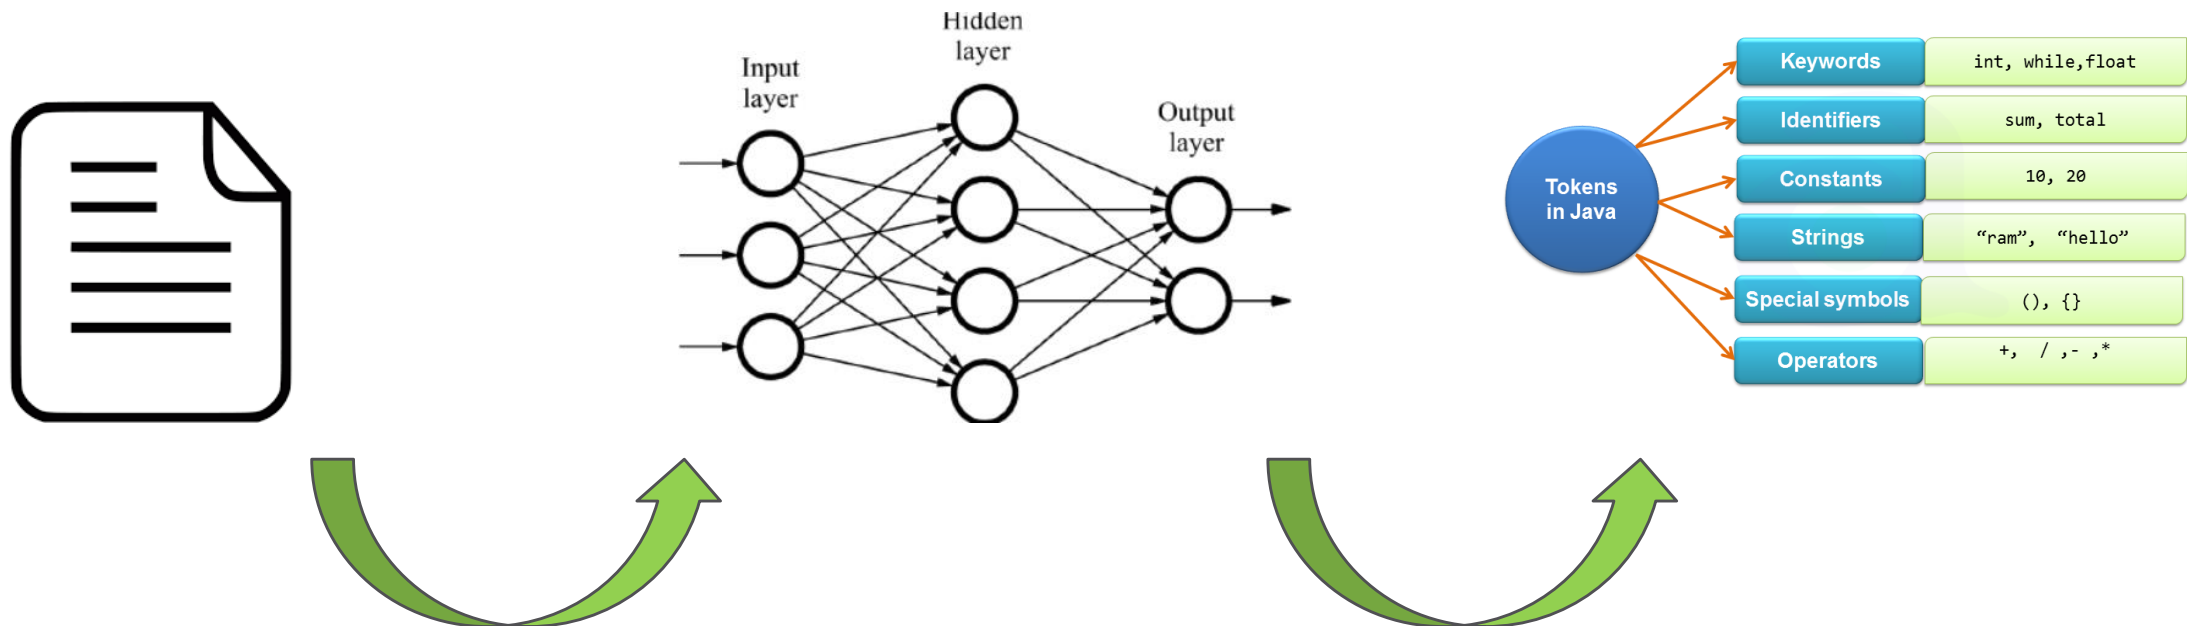 Hidden
layer
Input
layer
Output
layer
Tokens
in Java
Keywords
int, while,float
Identifiers
sum, total
Constants
10, 20
Strings
“ram”, “hello”
Special symbols
(), {}
Operators
+, / ,- ,*